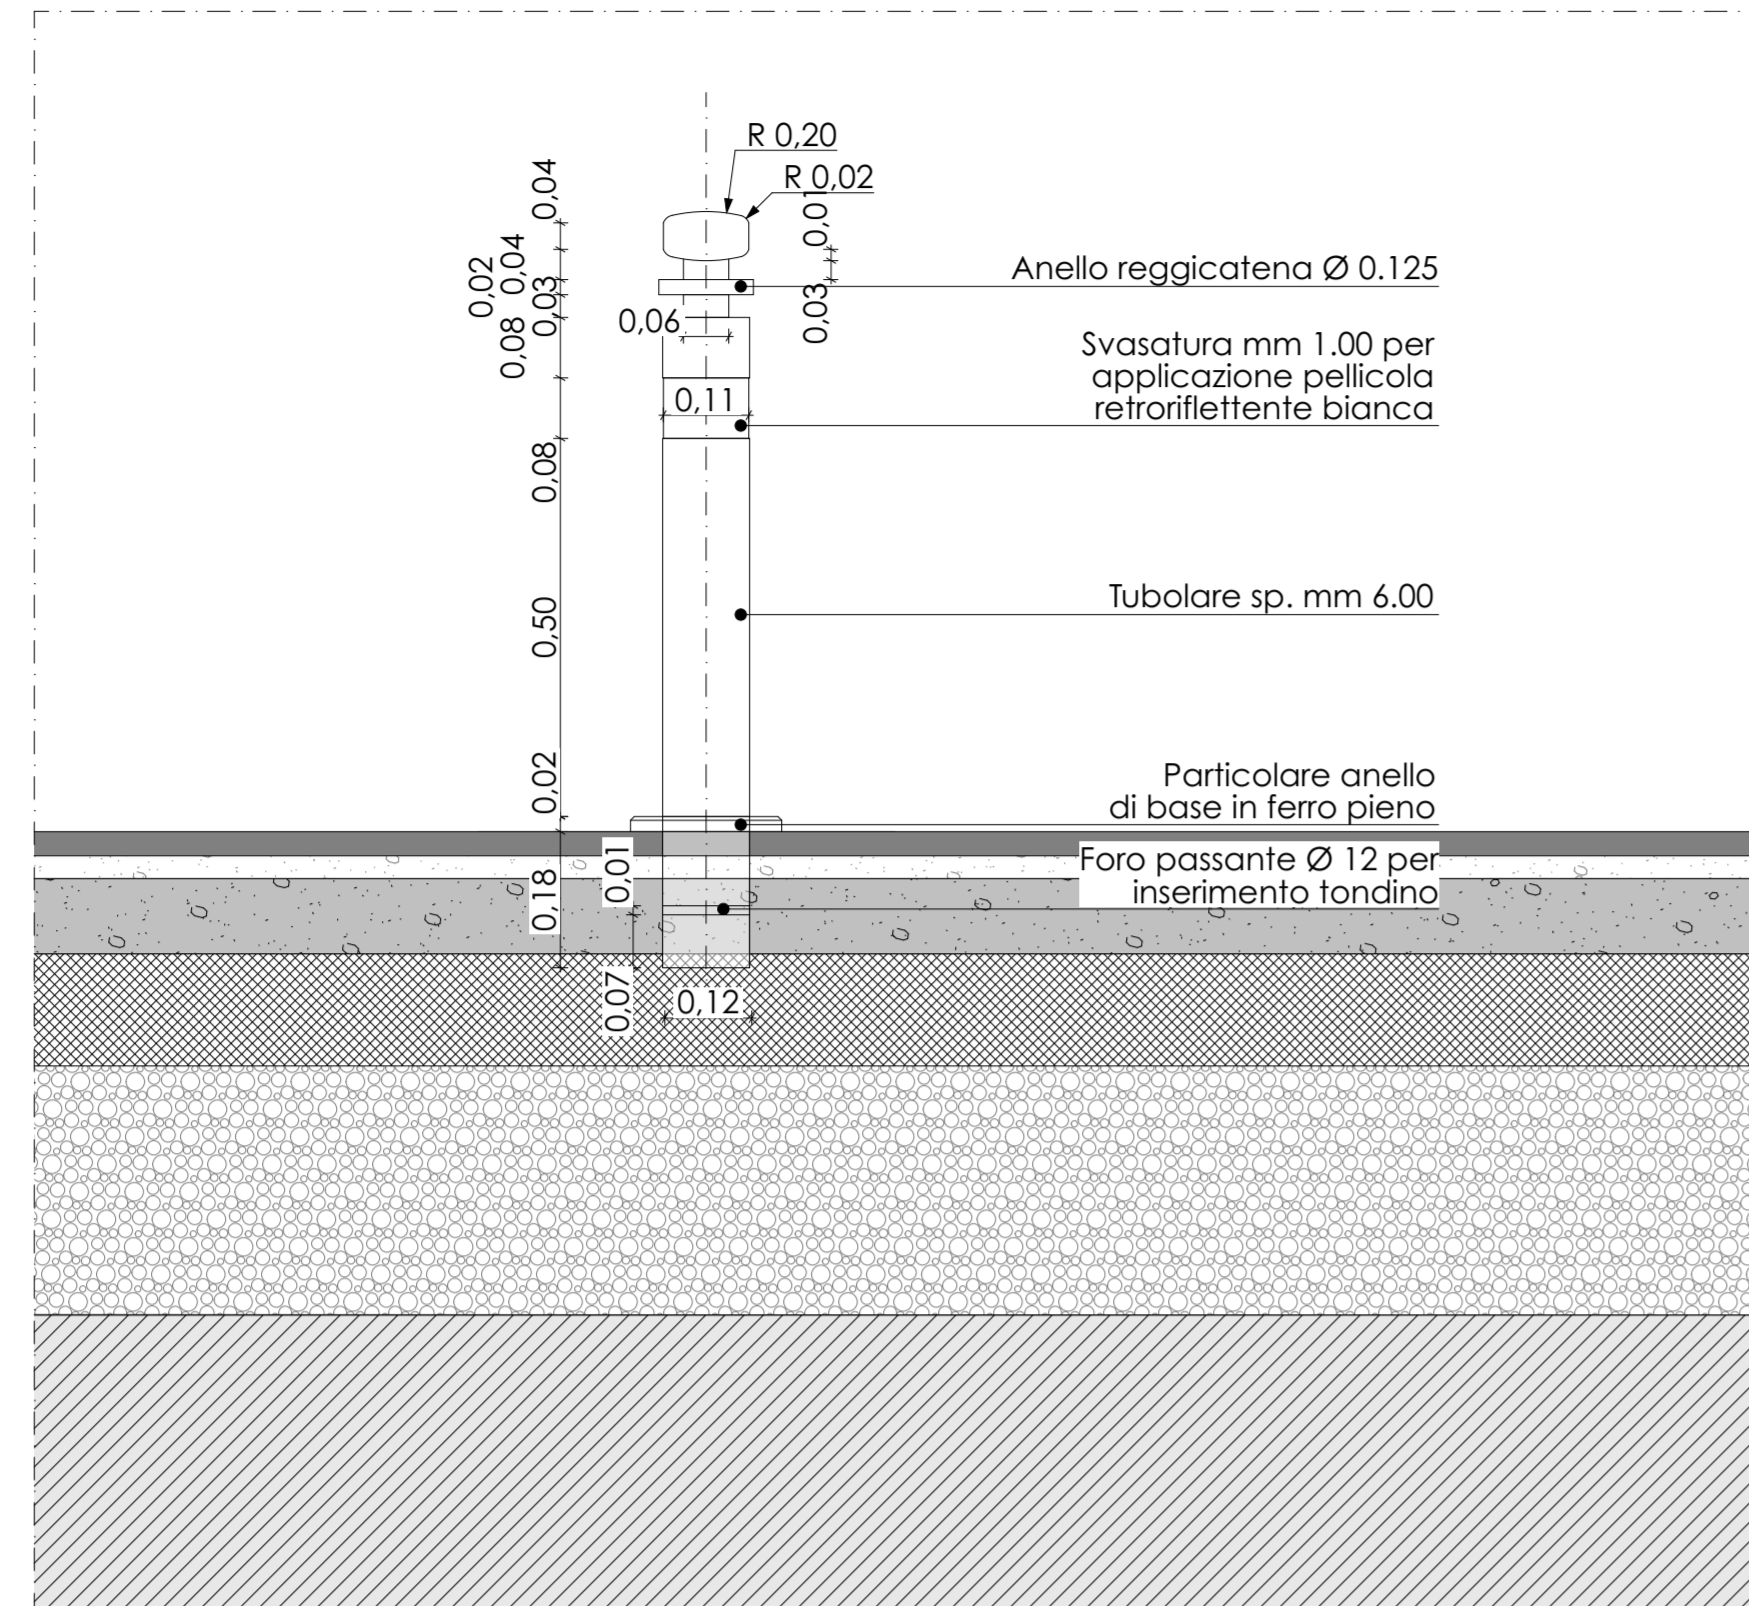 R 0,20
R 0,02
0,04
0,01
0,04
0,02
0,03
Anello reggicatena Ø 0.125
0,03
0,06
0,08
Svasatura mm 1.00 per
applicazione pellicola
retroriflettente bianca
0,11
0,08
Tubolare sp. mm 6.00
0,50
0,02
Particolare anello
di base in ferro pieno
Foro passante Ø 12 per
inserimento tondino
0,01
0,18
0,07
0,12